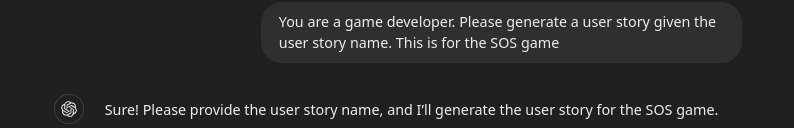 You are a game developer. Please generate a user story given the
user story name. This is for the SOS game
Sure! Please provide the user story name, and I’ll generate the user story for the SOS game.